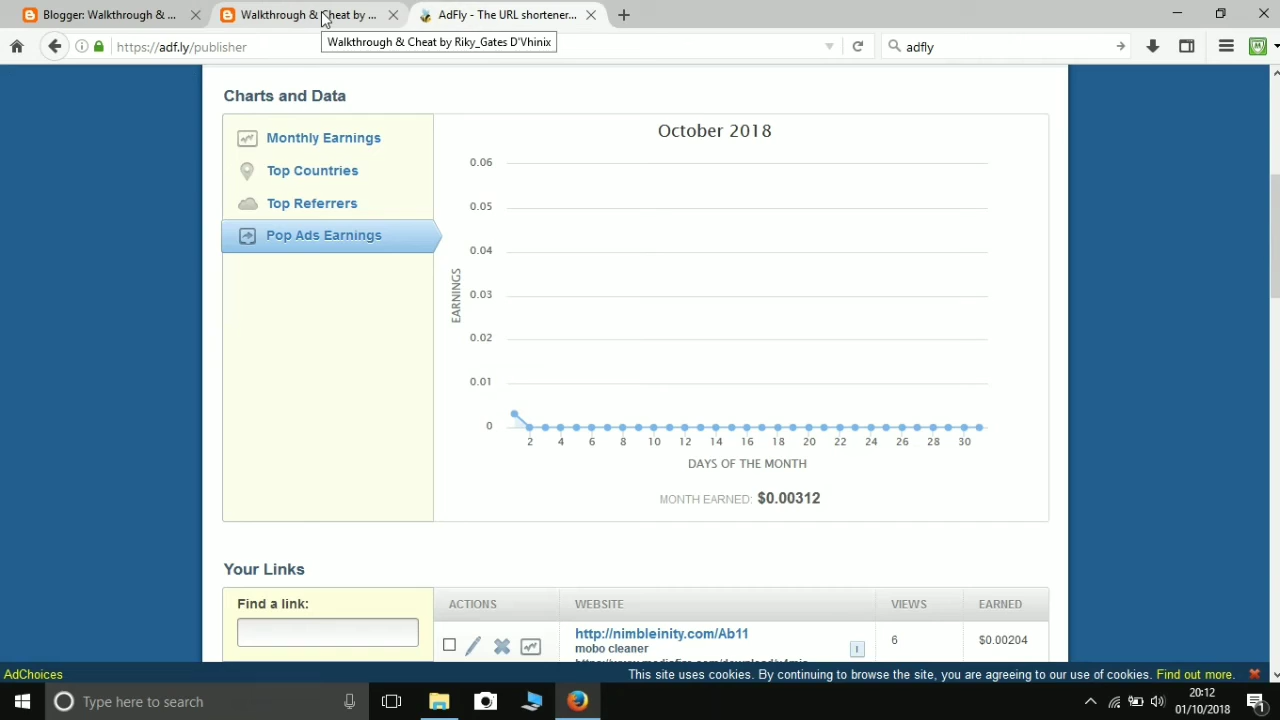 Blogger: Walkthrough & ...
Walkthrough & Cheat by ...
AdFly - The URL shortener...
https://adf.ly/publisher
adfly
Walkthrough & Cheat by Riky_Gates D'Vhinix
Charts and Data
Monthly Earnings
Top Countries
Top Referrers
Pop Ads Earnings
October 2018
0.06
0.05
0.04
0.03
0.02
0.01
0
EARNINGS
2 4 6 8 10 12 14 16 18 20 22 24 26 28 30
DAYS OF THE MONTH
MONTH EARNED: $0.00312
Your Links
Find a link:
ACTIONS WEBSITE VIEWS EARNED
http://nimbleinity.com/Ab11
mobo cleaner
6 $0.00204
AdChoices
This site uses cookies. By continuing to browse the site, you are agreeing to our use of cookies. Find out more.
Type here to search
20:12
01/10/2018